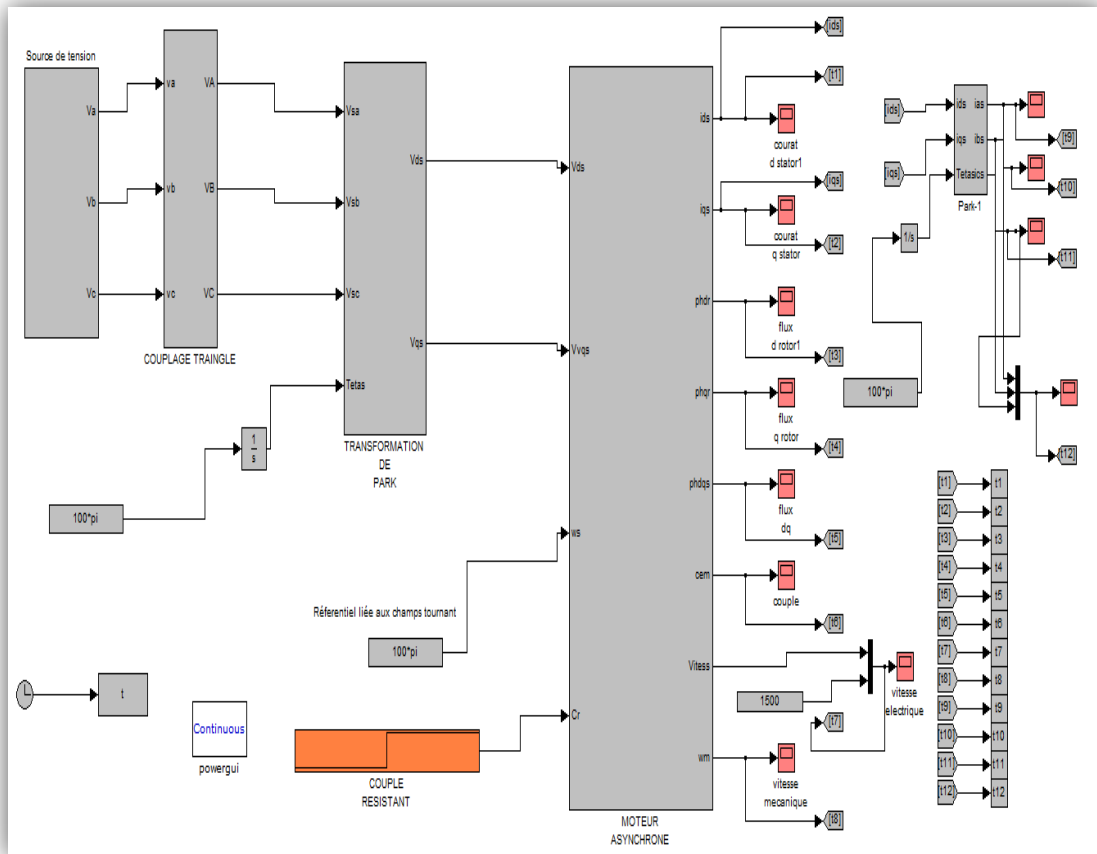 Source de tension
Va
Vb
Vc
va
VA
vb
VB
vc
VC
COUPLAGE TRAINGLE
Vsa
Vds
Vsb
Vsc
Vqs
Tetas
TRANSFORMATION
DE
PARK
100*pi
1
s
Réferentiel liée aux champs tournant
100*pi
t
Continuous
powergui
COUPLE
RESISTANT
Vds
Vvqs
ws
Cr
ids
iqs
phdr
phqr
phdqs
cem
Vitess
wm
MOTEUR
ASYNCHRONE
[ids]
[t1]
courat
d stator1
[iqs]
courat
q stator
[t2]
flux
d rotor1
[t3]
flux
q rotor
[t4]
flux
dq
[t5]
couple
[t6]
1500
[t7]
vitesse
electrique
vitesse
mecanique
[t8]
[ids]
[iqs]
ids
ias
iqs
ibs
Tetasics
Park-1
1/s
100*pi
[t9]
[t10]
[t11]
[t12]
[t1]
t1
[t2]
t2
[t3]
t3
[t4]
t4
[t5]
t5
[t6]
t6
[t7]
t7
[t8]
t8
[t9]
t9
[t10]
t10
[t11]
t11
[t12]
t12